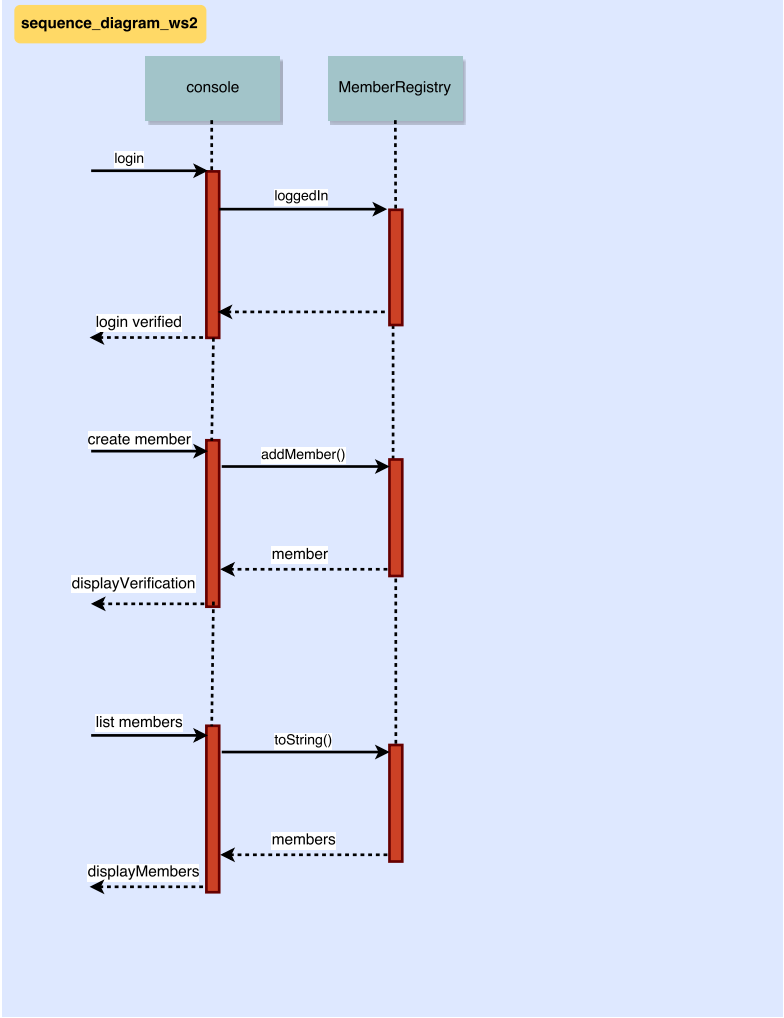 sequence_diagram_ws2
console
MemberRegistry
login
loggedIn
login verified
create member
addMember()
member
displayVerification
list members
toString()
members
displayMembers